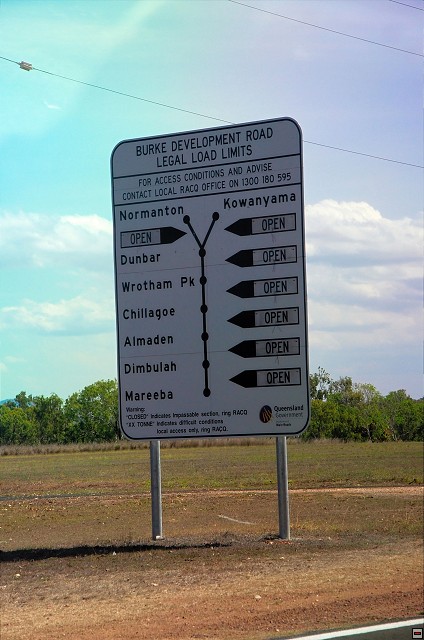 BURKE DEVELOPMENT ROAD
LEGAL LOAD LIMITS
FOR ACCESS CONDITIONS AND ADVISE
CONTACT LOCAL RACQ OFFICE ON 1300 180 595
Normanton Kowanyama
OPEN OPEN
Dunbar OPEN
Wrotham Pk OPEN
Chillagoe OPEN
Almaden OPEN
Dimbulah OPEN
Mareeba
Warning:
"CLOSED" Indicates impassable section, ring RACQ
"XX TONNE" Indicates difficult conditions
local access only, ring RACQ.
Queensland
Government
Main Roads